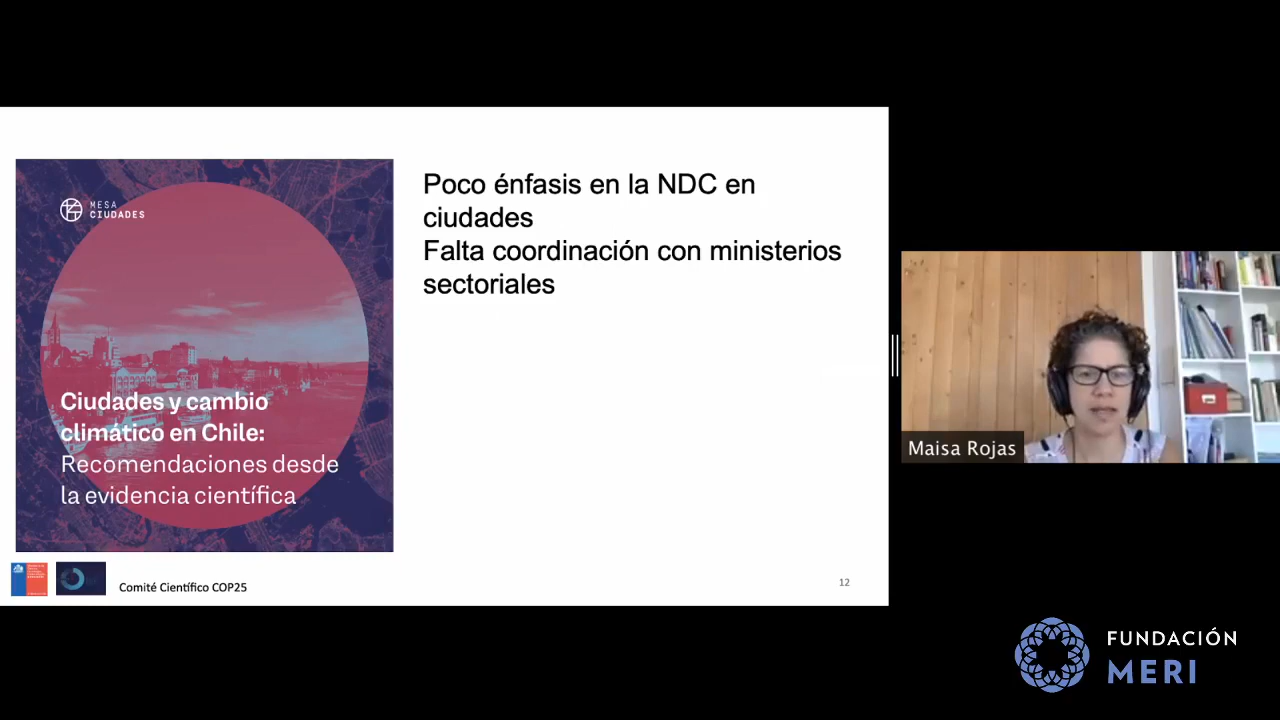 MESA
CIUDADES
Ciudades y cambio
climático en Chile:
Recomendaciones desde
la evidencia científica
Poco énfasis en la NDC en
ciudades
Falta coordinación con ministerios
sectoriales
Comité Científico COP25
12
Maisa Rojas
FUNDACIÓN
MERI